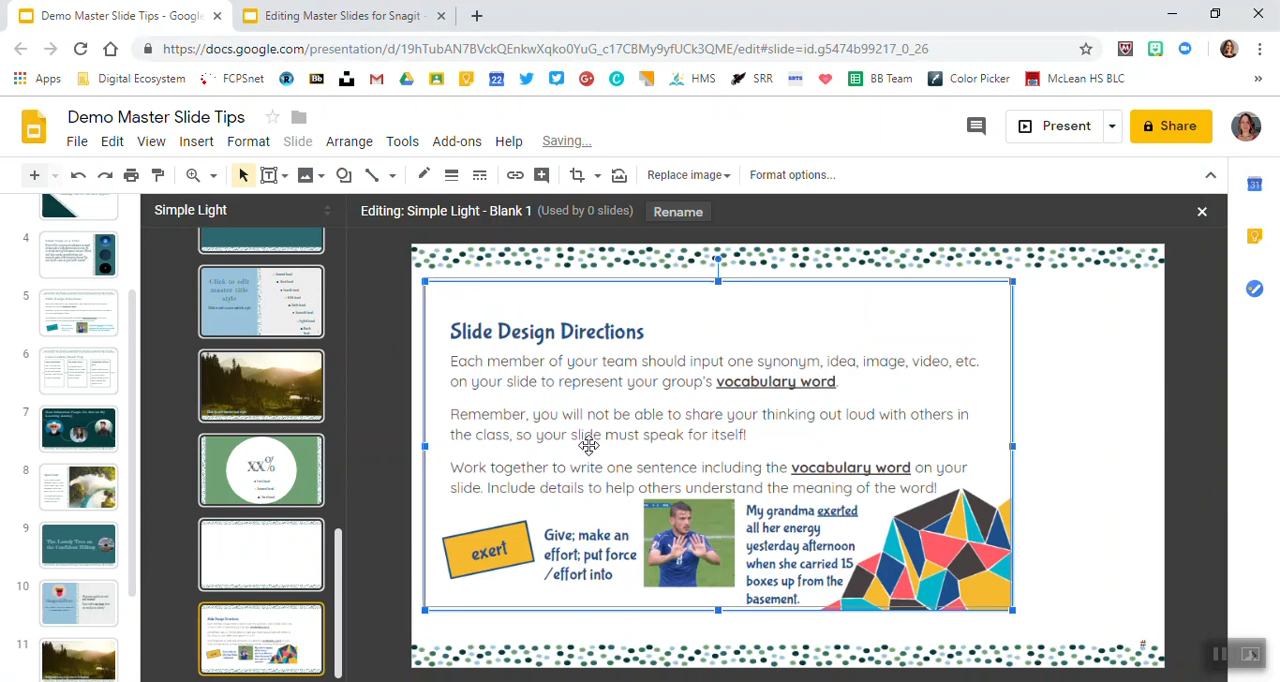 Demo Master Slide Tips - Google
Editing Master Slides for Snagit -
https://docs.google.com/presentation/d/19hTubAN7BVckQEnkwXqko0YuG_c17CBMy9yfUCk3QME/edit#slide=id.g5474b99217_0_26
Apps
Digital Ecosystem
FCPSnet
Bb
22
HMS
SRR
BB Team
Color Picker
McLean HS BLC
»
Demo Master Slide Tips
File Edit View Insert Format Slide Arrange Tools Add-ons Help Saving...
Present
Share
Replace image
Format options...
31
Simple Light
Editing: Simple Light - Blank 1 (Used by 0 slides)
Rename
4
5
6
7
8
9
10
11
Click to edit
master title
style
XX%
Slide Design Directions
Each member of your team should input one synonym, idea, image, video, etc.
on your slide to represent your group's vocabulary word.
Remember, you will not be able to share your thinking out loud with others in
the class, so your slide must speak for itself!
Work together to write one sentence including the vocabulary word on your
slide. Include details to help others understand the meaning of the word!
exert
Give; make an
effort; put force
/effort into
My grandma exerted
all her energy
yesterday afternoon
when she carried 15
boxes up from the
basement.
#